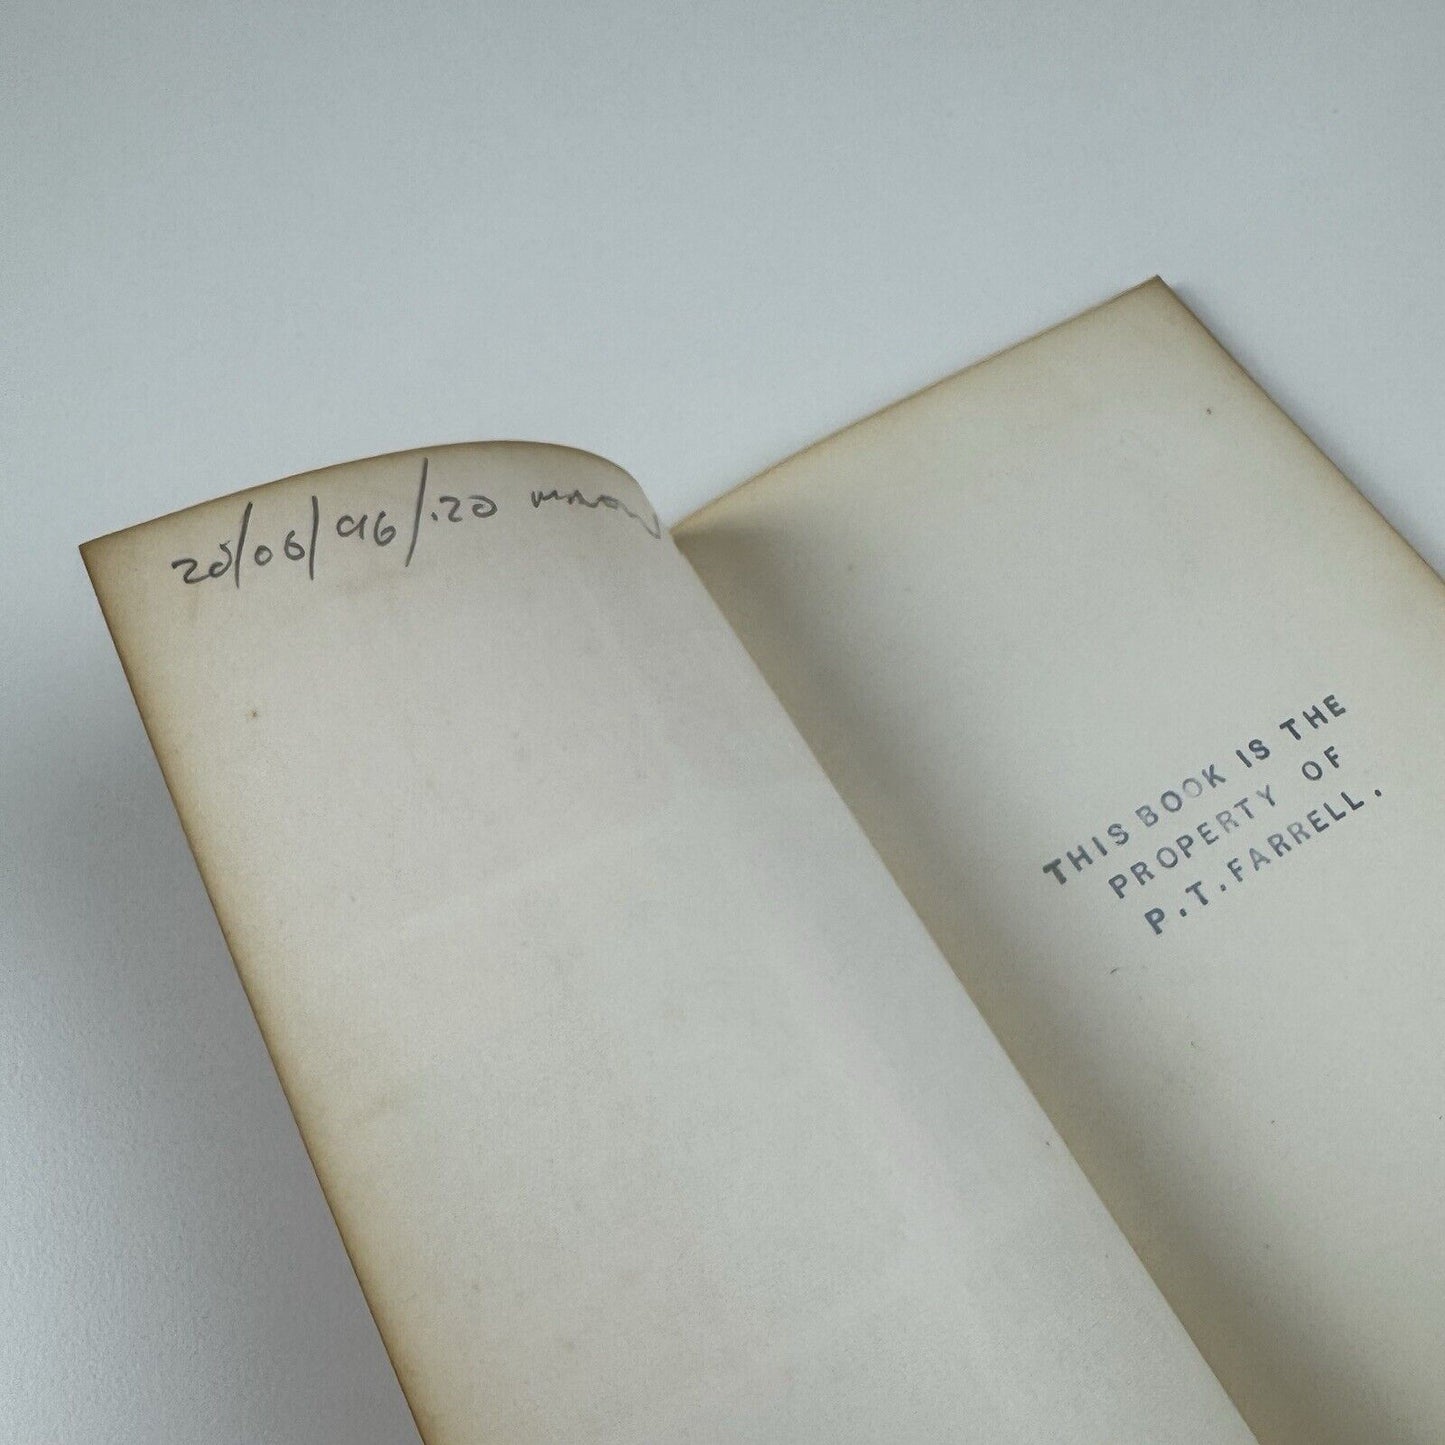 20/06/96/.20
THIS BOOK IS THE
PROPERTY OF
P.T.FARRELL.